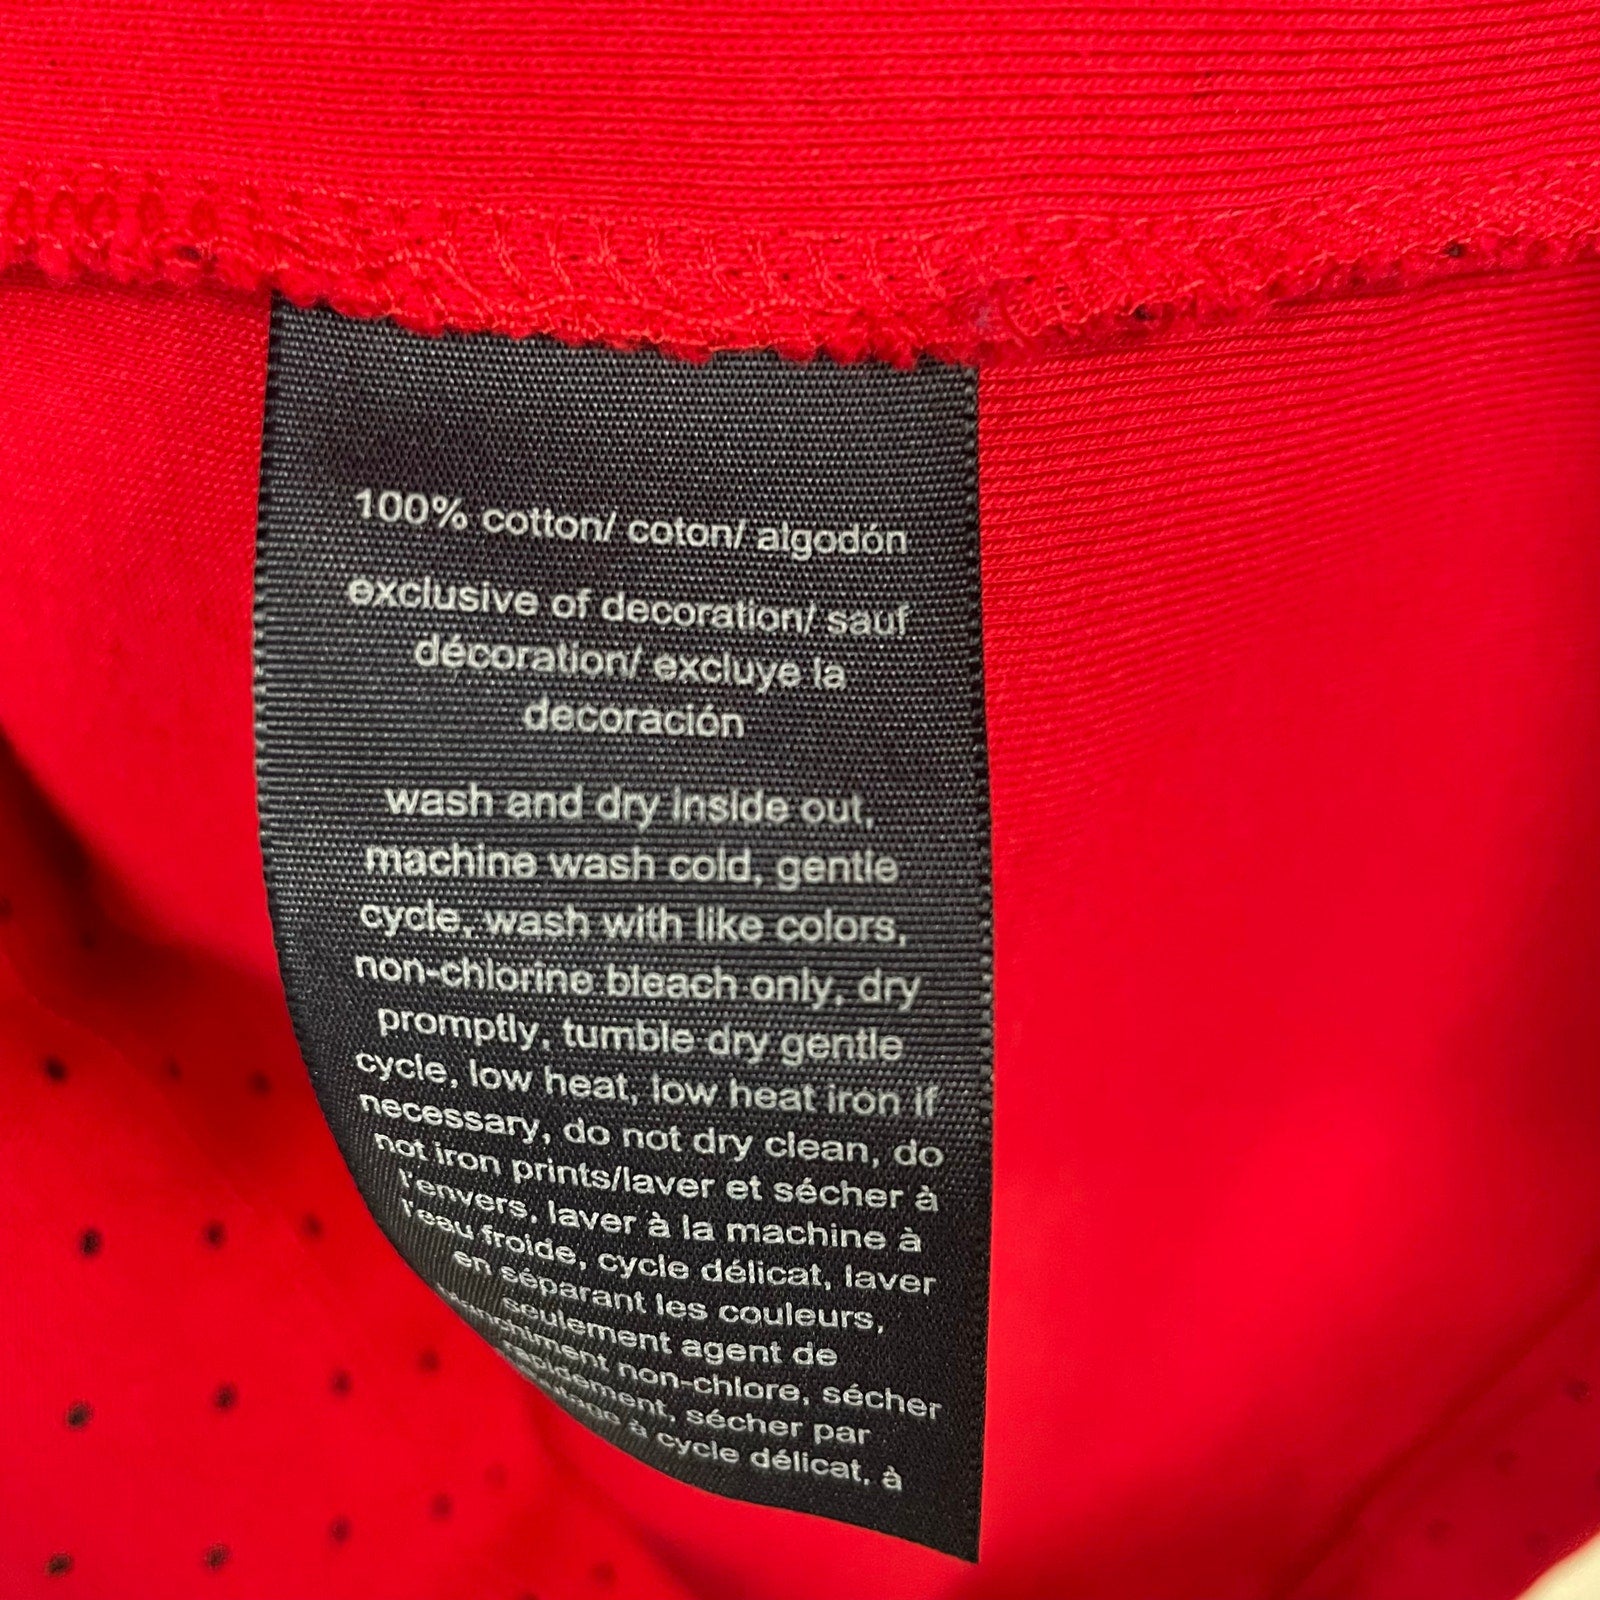 100% cotton/ coton/ algodón
exclusive of decoration/ sauf
décoration/ excluye la
decoración
wash and dry inside out,
machine wash cold, gentle
cycle, wash with like colors,
non-chlorine bleach only, dry
promptly, tumble dry gentle
cycle, low heat, low heat iron if
necessary, do not dry clean, do
not iron prints/laver et sécher à
l'envers, laver à la machine à
l'eau froide, cycle délicat, laver
en séparant les couleurs,
seulement agent de
non-chlore, sécher
rapidement, sécher par
à cycle délicat, à